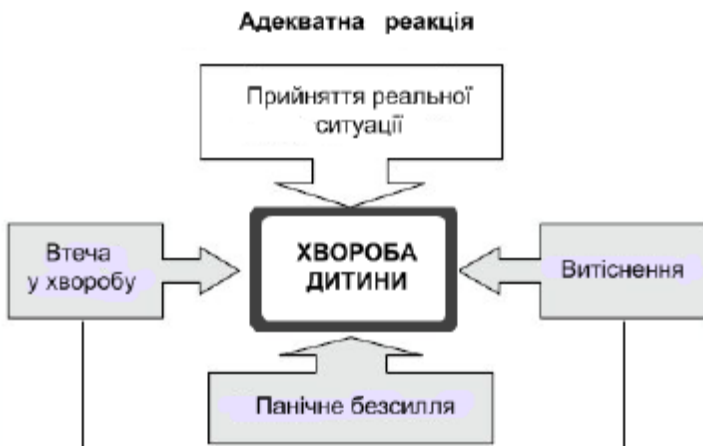 Адекватна реакція
Прийняття реальної
ситуації
Втеча
у хворобу
ХВОРОБА
ДИТИНИ
Витіснення
Панічне безсилля